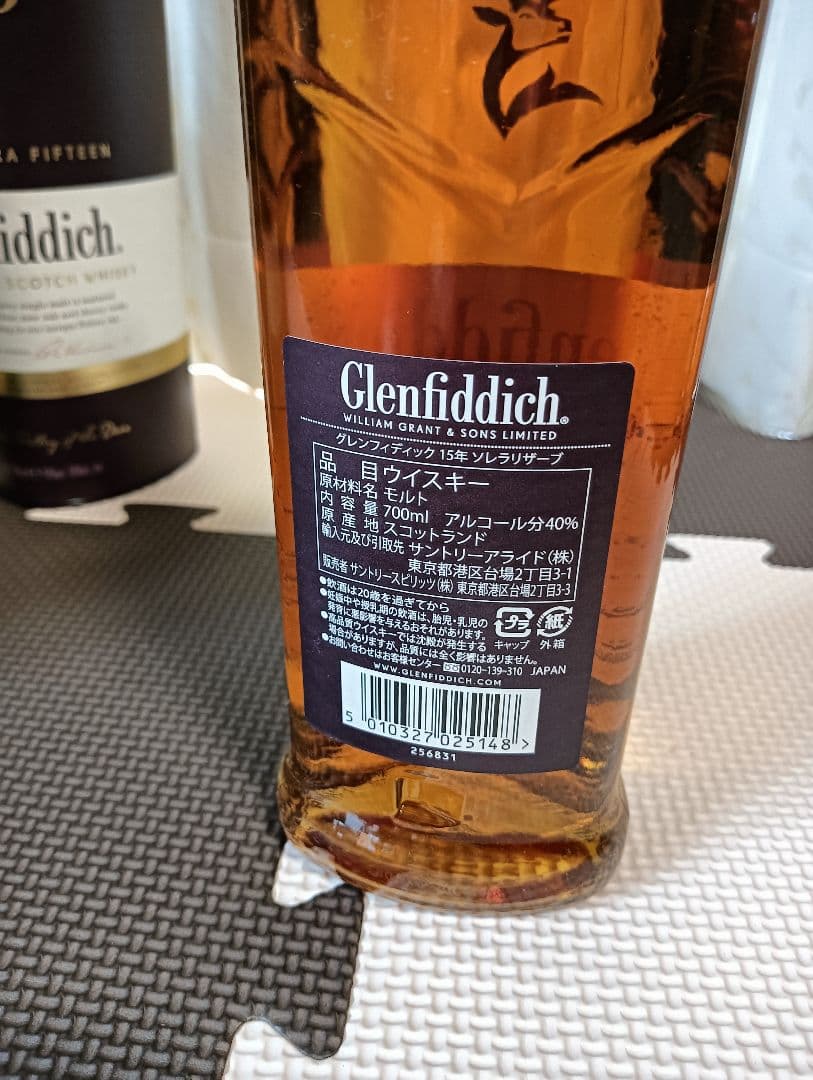 FIFTEEN
fiddich.
SCOTCH WHISKY
Glenfiddich®
WILLIAM GRANT & SONS LIMITED
グレンフィディック 15年 ソレラリザーブ
品 目 ウイスキー
原材料名 モルト
内 容 量 700ml アルコール分40%
原 産 地 スコットランド
輸入元及び引取先 サントリーアライド(株)
東京都港区台場2丁目3-1
販売者 サントリースピリッツ(株) 東京都港区台場2丁目3-3
●飲酒は20歳を過ぎてから
●妊娠中や授乳期の飲酒は、胎児・乳児の
発育に悪影響を与えるおそれがあります。
●高品質ウイスキーでは沈殿が発生する
場合がありますが、品質には全く影響はありません。
●お問い合わせはお客様センター 0120-139-310 JAPAN
プラ 紙
キャップ 外箱
WWW.GLENFIDDICH.COM
5 010327 025148 >
256831